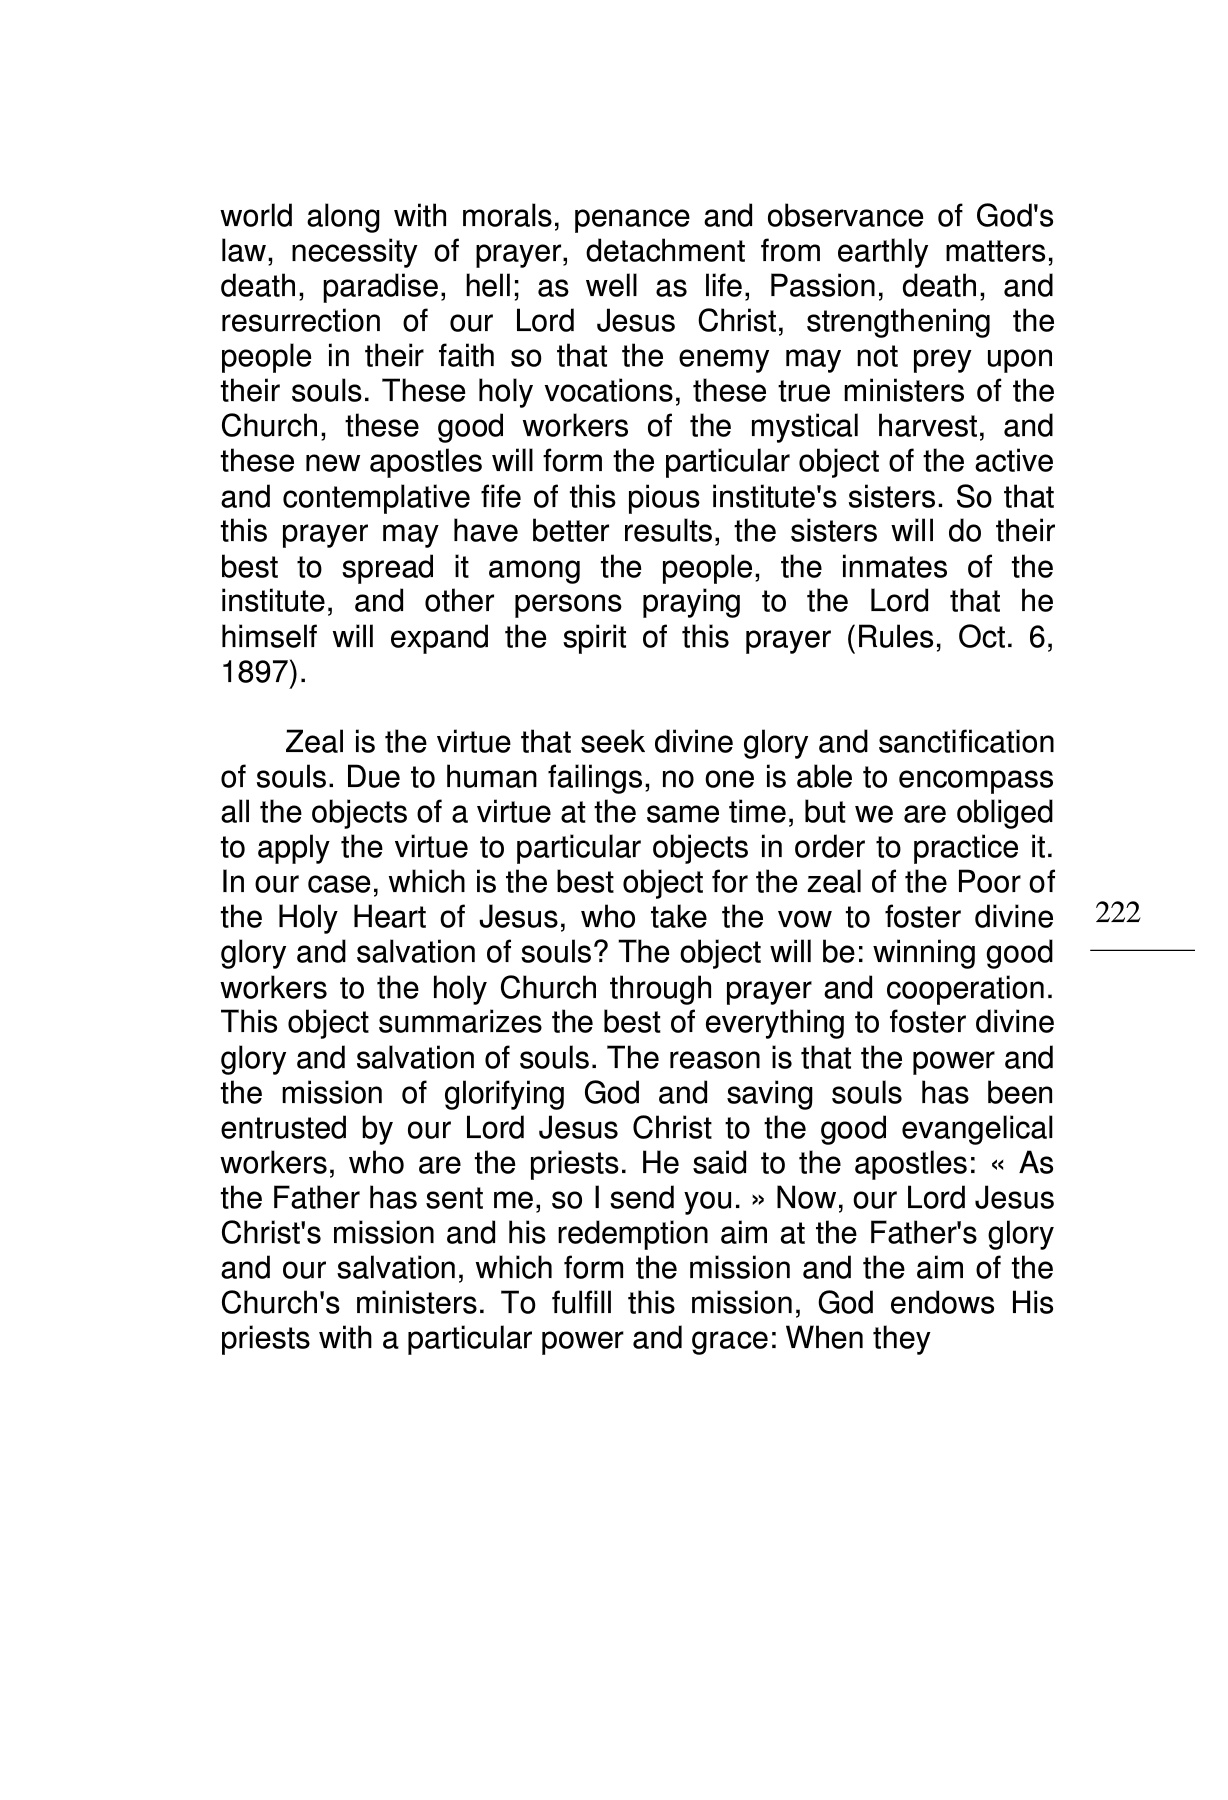 world along with morals, penance and observance of God's
law, necessity of prayer, detachment from earthly matters,
death, paradise, hell; as well as life, Passion, death, and
resurrection of our Lord Jesus Christ, strengthening the
people in their faith so that the enemy may not prey upon
their souls. These holy vocations, these true ministers of the
Church, these good workers of the mystical harvest, and
these new apostles will form the particular object of the active
and contemplative fife of this pious institute's sisters. So that
this prayer may have better results, the sisters will do their
best to spread it among the people, the inmates of the
institute, and other persons praying to the Lord that he
himself will expand the spirit of this prayer (Rules, Oct. 6,
1897).
Zeal is the virtue that seek divine glory and sanctification
of souls. Due to human failings, no one is able to encompass
all the objects of a virtue at the same time, but we are obliged
to apply the virtue to particular objects in order to practice it.
In our case, which is the best object for the zeal of the Poor of
the Holy Heart of Jesus, who take the vow to foster divine
glory and salvation of souls? The object will be: winning good
workers to the holy Church through prayer and cooperation.
This object summarizes the best of everything to foster divine
glory and salvation of souls. The reason is that the power and
the mission of glorifying God and saving souls has been
entrusted by our Lord Jesus Christ to the good evangelical
workers, who are the priests. He said to the apostles: « As
the Father has sent me, so I send you. » Now, our Lord Jesus
Christ's mission and his redemption aim at the Father's glory
and our salvation, which form the mission and the aim of the
Church's ministers. To fulfill this mission, God endows His
priests with a particular power and grace: When they
222